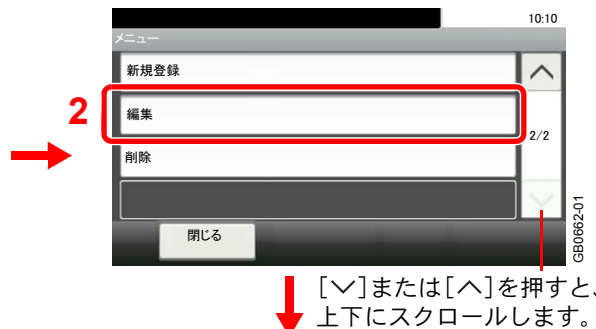 10:10
メニュー
新規登録
2
編集
2/2
削除
閉じる
GB0662-01
[∨]または[∧]を押すと、
上下にスクロールします。